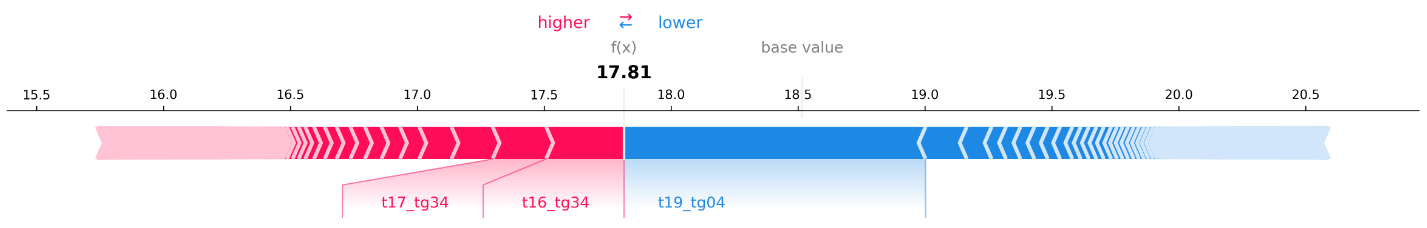 higher ⇄ lower
f(x) base value
17.81
15.5 16.0 16.5 17.0 17.5 18.0 18.5 19.0 19.5 20.0 20.5
t17_tg34 t16_tg34 t19_tg04